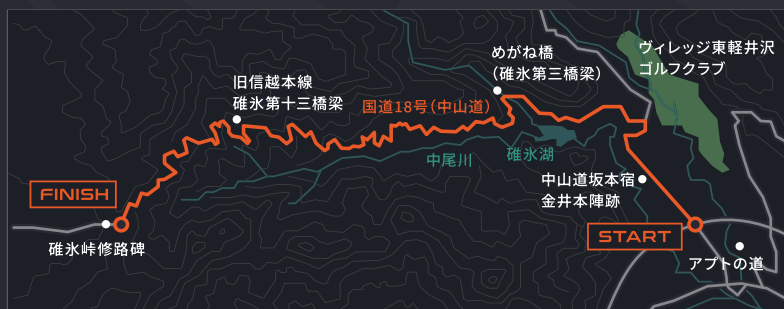 ヴィレッジ東軽井沢
ゴルフクラブ
めがね橋
（碓氷第三橋梁）
旧信越本線
碓氷第十三橋梁
国道18号（中山道）
中尾川
碓氷湖
中山道坂本宿
金井本陣跡
FINISH
碓氷峠修路碑
START
アプトの道